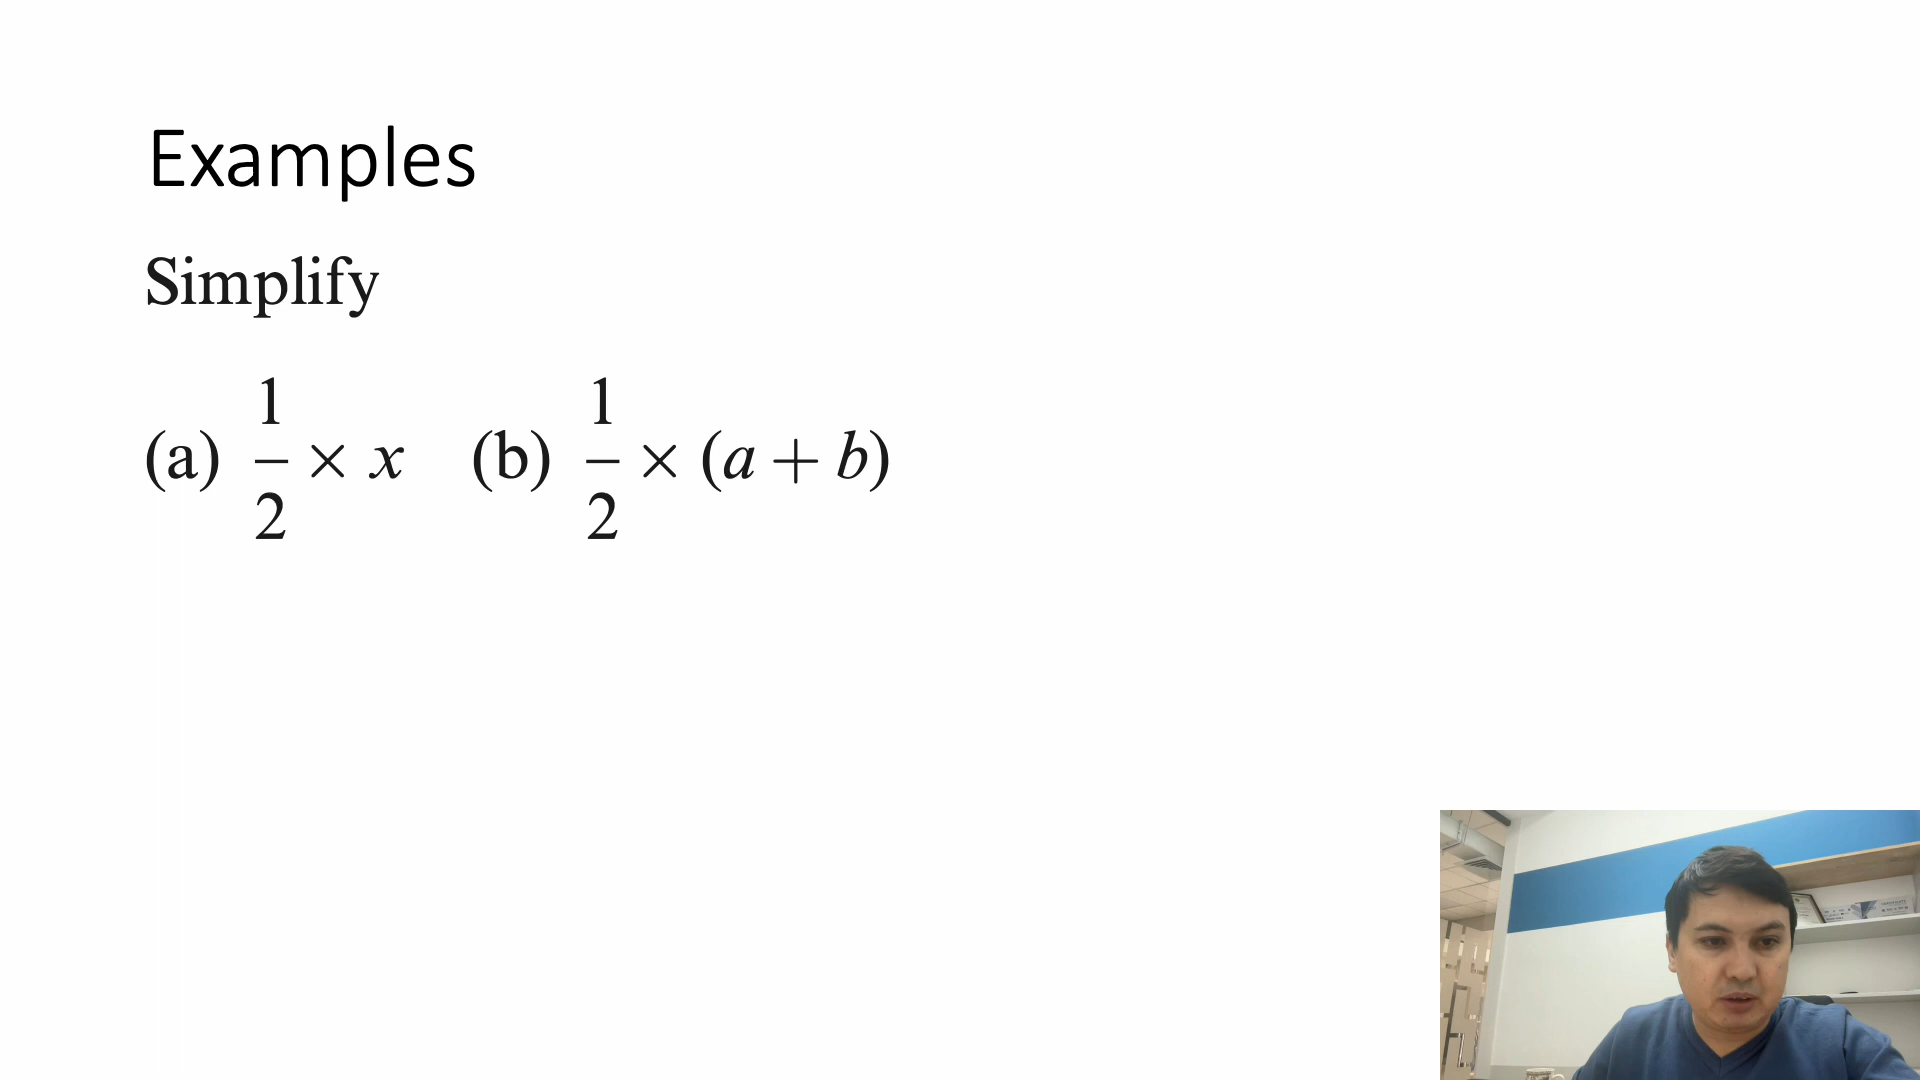 Examples
Simplify
(a) 1/2 × x (b) 1/2 × (a + b)